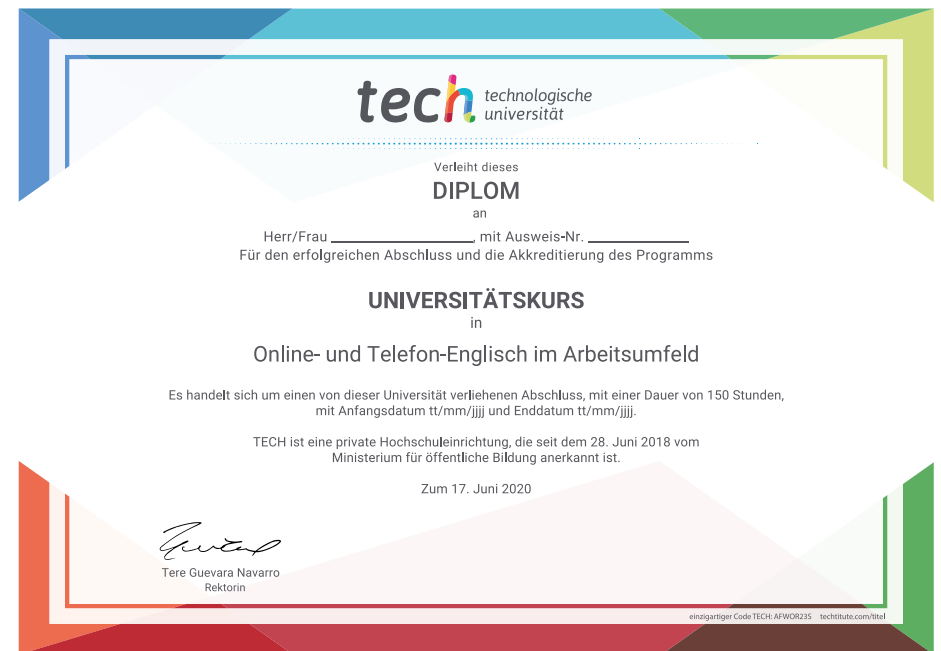 tech technologische
universität
Verleiht dieses
DIPLOM
an
Herr/Frau ______________, mit Ausweis-Nr. __________
Für den erfolgreichen Abschluss und die Akkreditierung des Programms
UNIVERSITÄTSKURS
in
Online- und Telefon-Englisch im Arbeitsumfeld
Es handelt sich um einen von dieser Universität verliehenen Abschluss, mit einer Dauer von 150 Stunden,
mit Anfangsdatum tt/mm/jjjj und Enddatum tt/mm/jjjj.
TECH ist eine private Hochschuleinrichtung, die seit dem 28. Juni 2018 vom
Ministerium für öffentliche Bildung anerkannt ist.
Zum 17. Juni 2020
Tere Guevara Navarro
Rektorin
einzigartiger Code TECH: AFWOR23S techtitute.com/titel